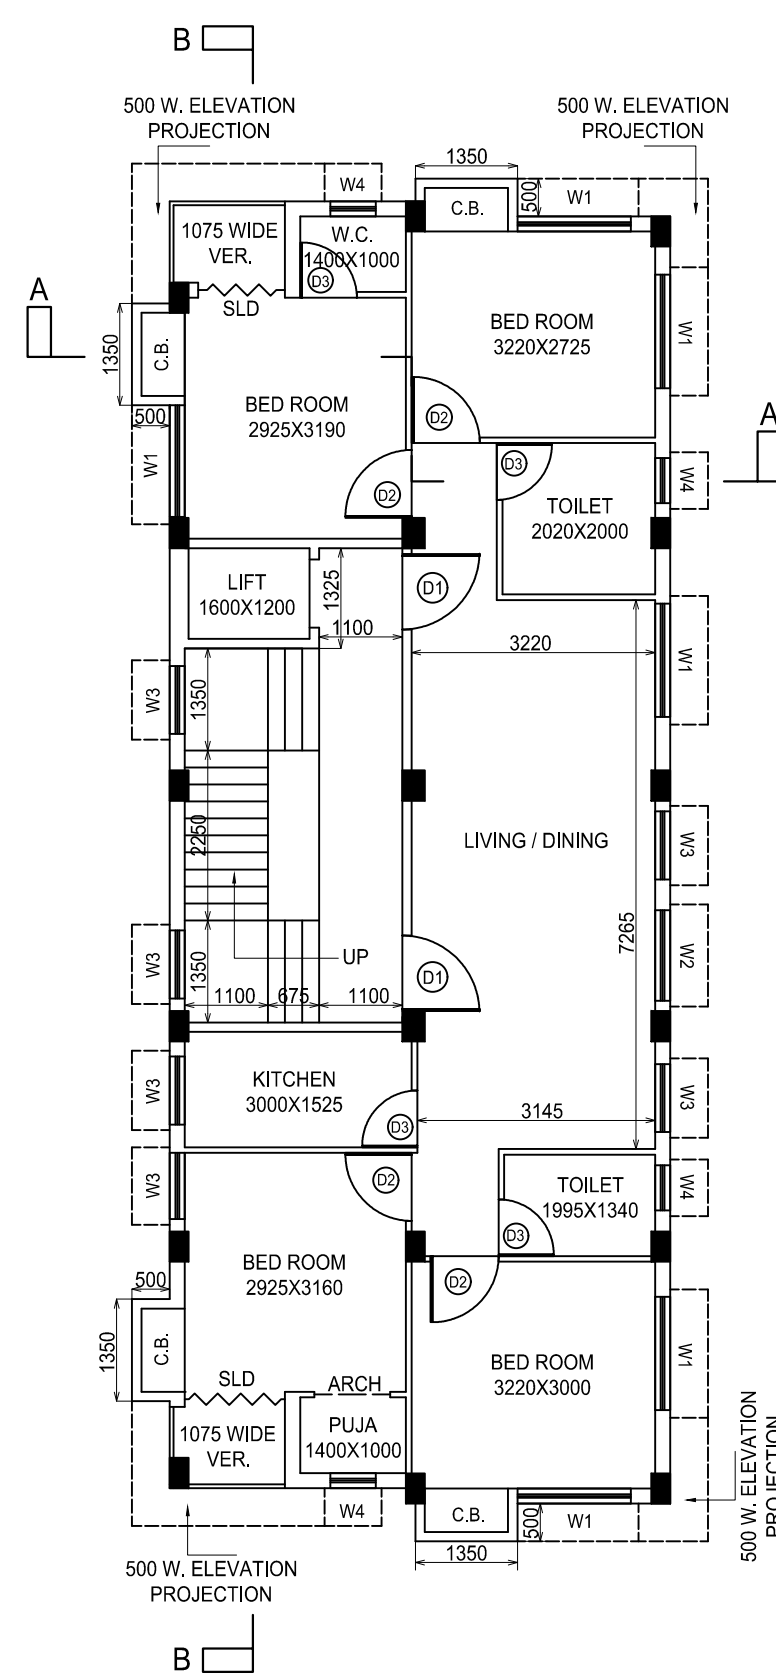 B
500 W. ELEVATION
PROJECTION
500 W. ELEVATION
PROJECTION
1350
W4
C.B.
500
W1
1075 WIDE
VER.
W.C.
1400X1000
D3
SLD
A
1350
C.B.
BED ROOM
3220X2725
W1
BED ROOM
2925X3190
500
W1
D2
A
D3
W4
D2
TOILET
2020X2000
LIFT
1600X1200
1325
D1
1100
3220
W1
W3
1350
2250
LIVING / DINING
W3
7265
W2
UP
D1
W3
1350
1100
675
1100
W3
KITCHEN
3000X1525
3145
D3
W3
W3
D2
TOILET
1995X1340
W4
D3
BED ROOM
2925X3160
500
D2
1350
C.B.
W1
BED ROOM
3220X3000
SLD
ARCH
1075 WIDE
VER.
PUJA
1400X1000
500 W. ELEVATION
PROJECTION
W4
C.B.
500
W1
1350
500 W. ELEVATION
PROJECTION
B